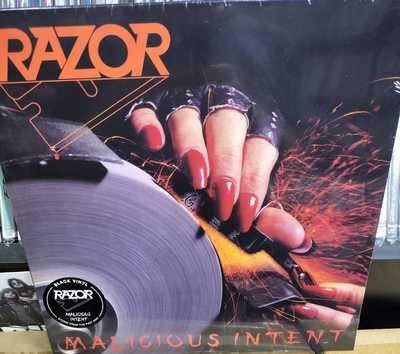 RAZOR
BLACK VINYL
RAZOR
MALICIOUS
INTENT
MALICIOUS INTENT